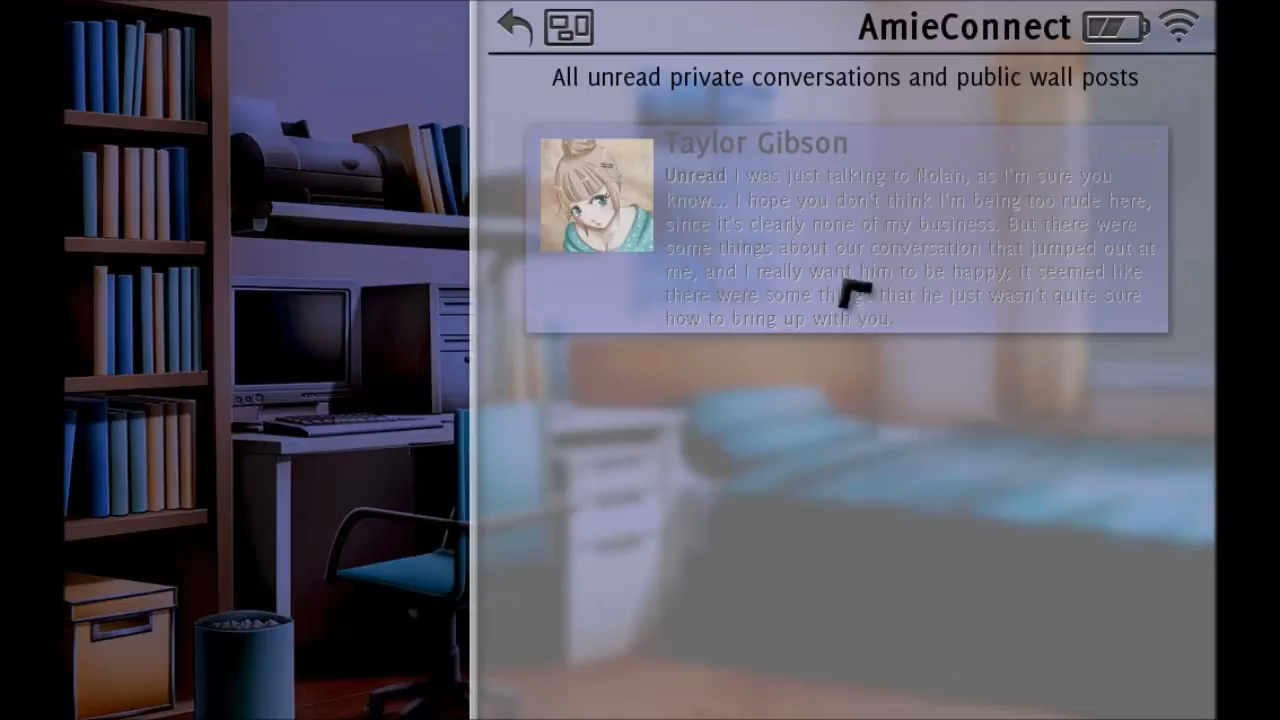 AmieConnect
All unread private conversations and public wall posts
Taylor Gibson
Unread I was just talking to Nolan, as I'm sure you
know... I hope you don't think I'm being too rude here,
since it's clearly none of my business. But there were
some things about our conversation that jumped out at
me, and I really want him to be happy; it seemed like
there were some that he just wasn't quite sure
how to bring up with you.